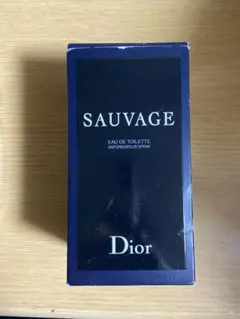 SAUVAGE
EAU DE TOILETTE
VAPORISATEUR SPRAY
Dior